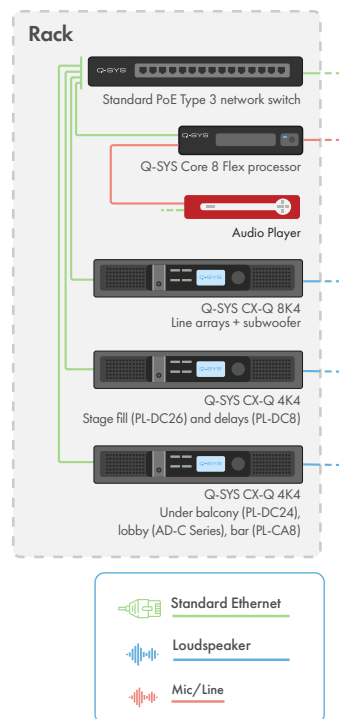 Rack
Q-SYS
Standard PoE Type 3 network switch
Q-SYS
Q-SYS Core 8 Flex processor
Audio Player
Q-SYS
Q-SYS CX-Q 8K4
Line arrays + subwoofer
Q-SYS
Q-SYS CX-Q 4K4
Stage fill (PL-DC26) and delays (PL-DC8)
Q-SYS
Q-SYS CX-Q 4K4
Under balcony (PL-DC24),
lobby (AD-C Series), bar (PL-CA8)
Standard Ethernet
Loudspeaker
Mic/Line